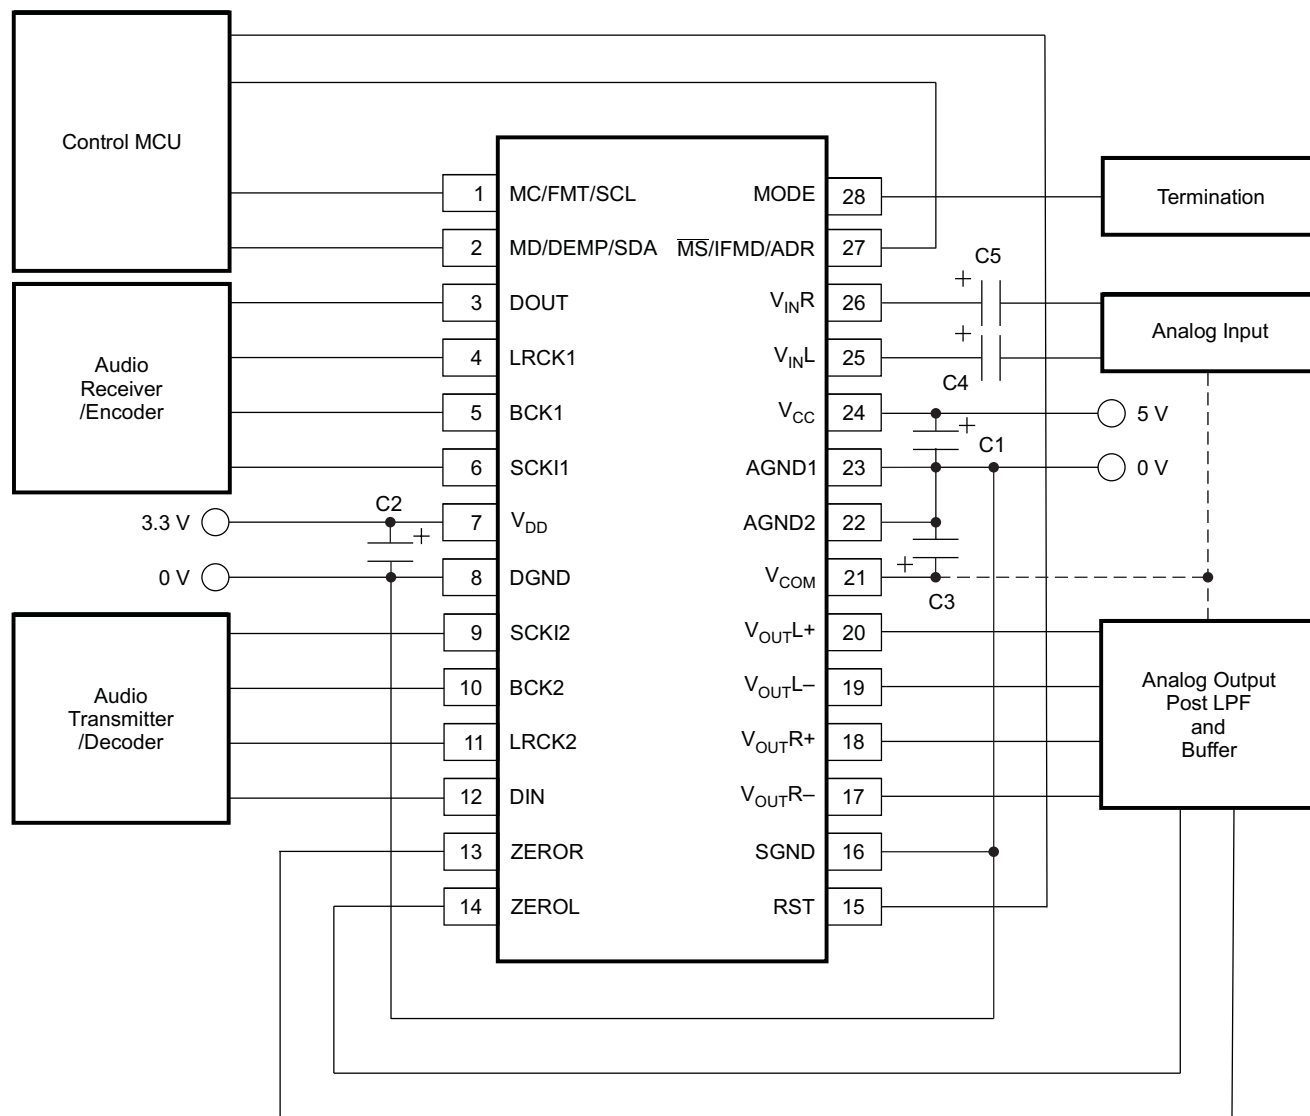 Control MCU
Audio
Receiver
/Encoder
3.3 V
0 V
C2
+
Audio
Transmitter
/Decoder
1 MC/FMT/SCL
2 MD/DEMP/SDA
3 DOUT
4 LRCK1
5 BCK1
6 SCKI1
7 VDD
8 DGND
9 SCKI2
10 BCK2
11 LRCK2
12 DIN
13 ZEROR
14 ZEROL
MODE 28
M̅S̅/IFMD/ADR 27
VINR 26
VINL 25
VCC 24
AGND1 23
AGND2 22
VCOM 21
VOUTL+ 20
VOUTL– 19
VOUTR+ 18
VOUTR– 17
SGND 16
RST 15
C5
+
+
C4
+
C1
+
C3
Termination
Analog Input
5 V
0 V
Analog Output
Post LPF
and
Buffer